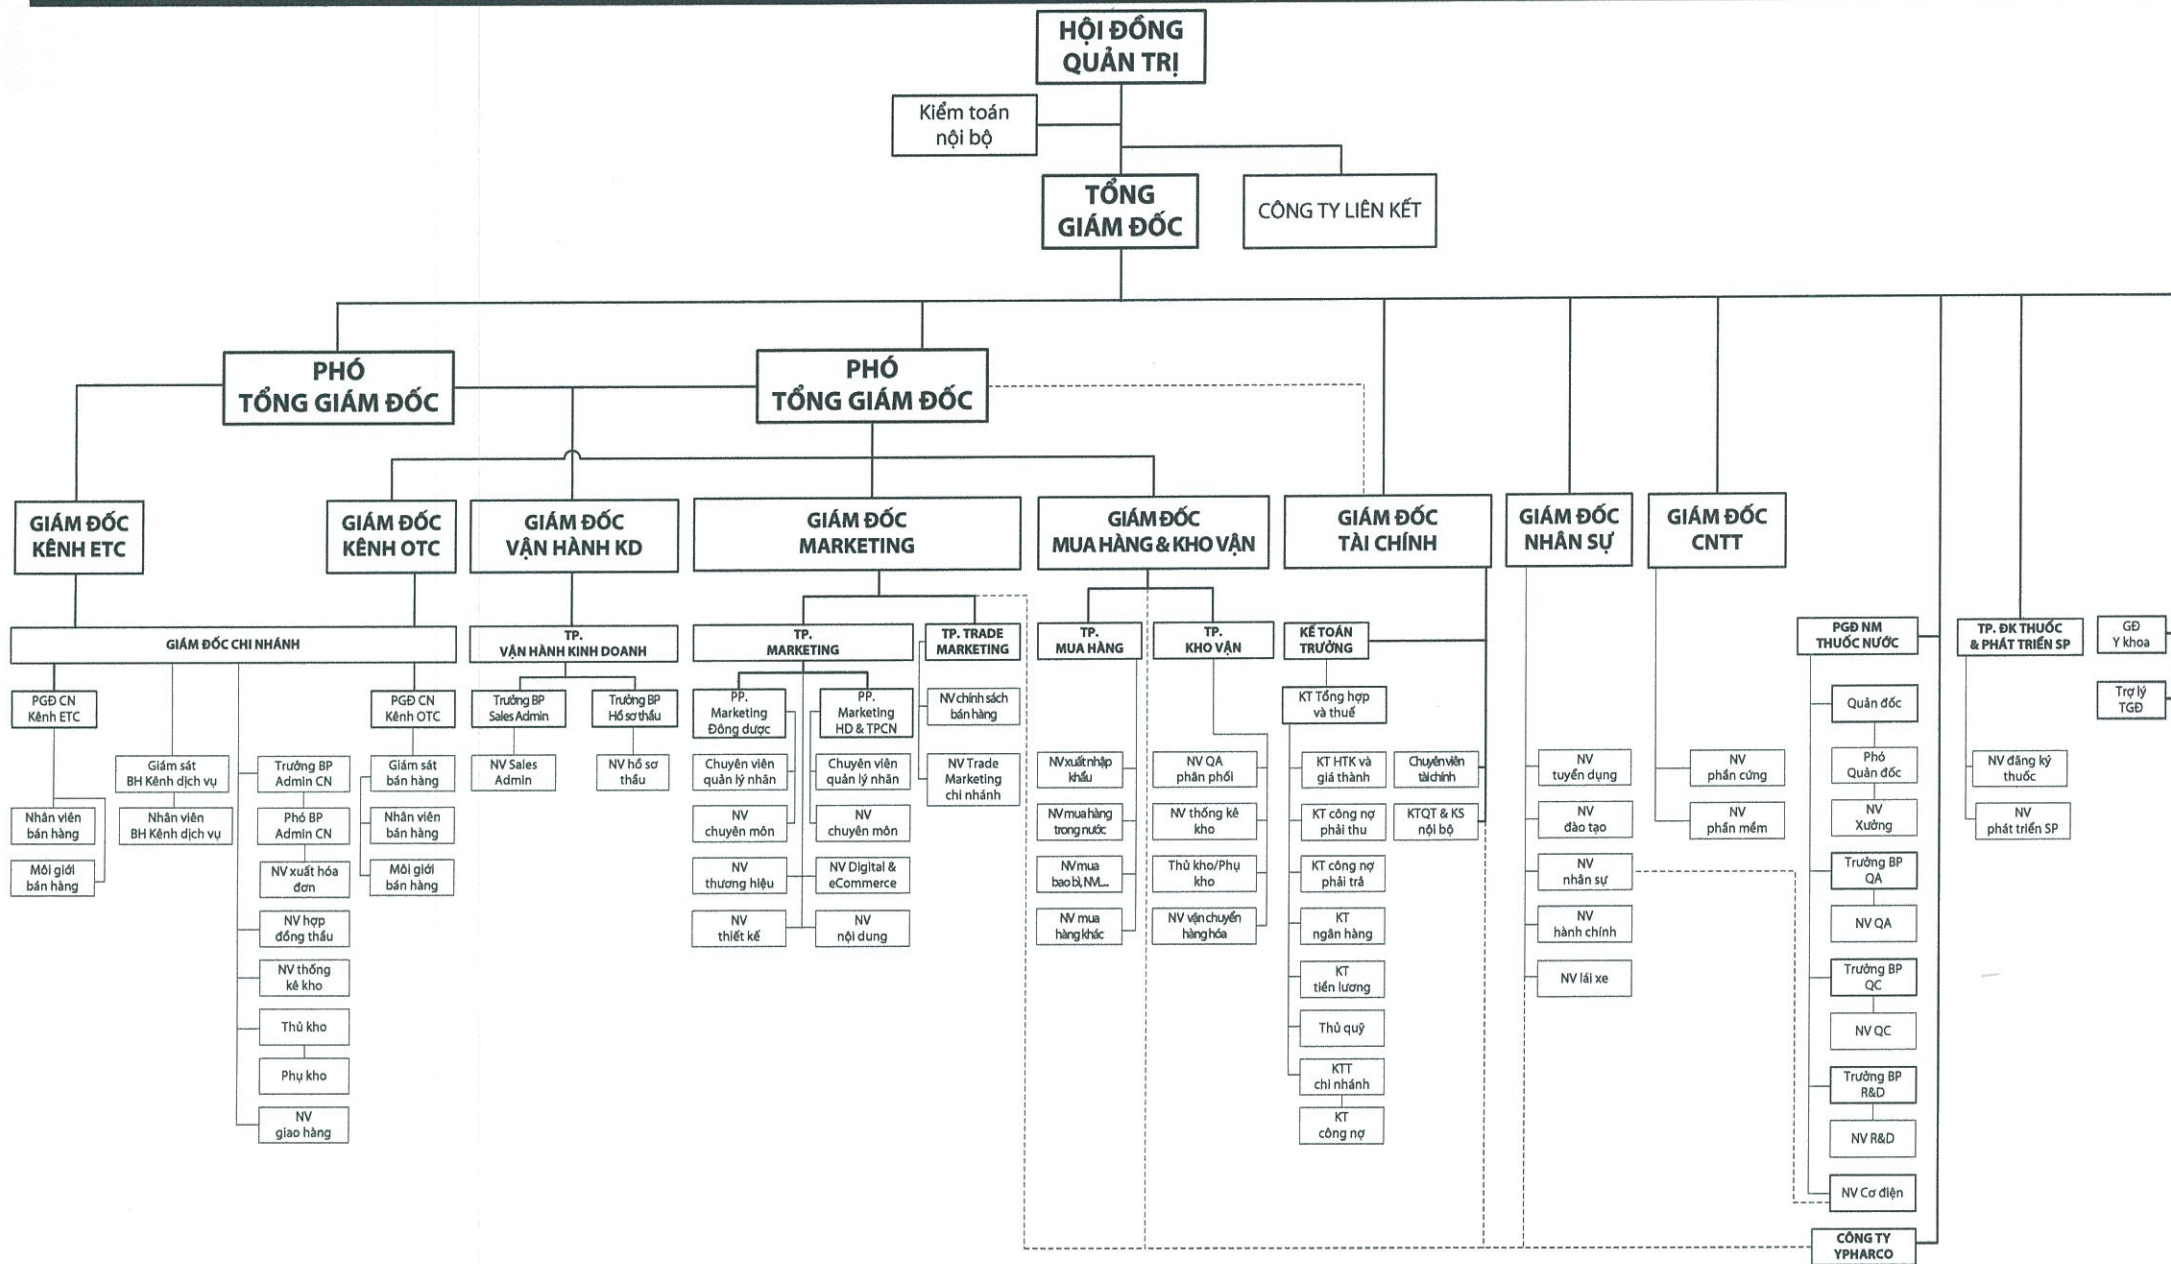 HỘI ĐỒNG
QUẢN TRỊ
Kiểm toán
nội bộ
TỔNG
GIÁM ĐỐC
CÔNG TY LIÊN KẾT
PHÓ
TỔNG GIÁM ĐỐC
PHÓ
TỔNG GIÁM ĐỐC
GIÁM ĐỐC
KÊNH ETC
GIÁM ĐỐC
KÊNH OTC
GIÁM ĐỐC
VẬN HÀNH KD
GIÁM ĐỐC
MARKETING
GIÁM ĐỐC
MUA HÀNG & KHO VẬN
GIÁM ĐỐC
TÀI CHÍNH
GIÁM ĐỐC
NHÂN SỰ
GIÁM ĐỐC
CNTT
GIÁM ĐỐC CHI NHÁNH
TP.
VẬN HÀNH KINH DOANH
TP.
MARKETING
TP. TRADE
MARKETING
TP.
MUA HÀNG
TP.
KHO VẬN
KẾ TOÁN
TRƯỞNG
PGĐ NM
THUỐC NƯỚC
TP. ĐK THUỐC
& PHÁT TRIỂN SP
GĐ
Y khoa
Trợ lý
TGĐ
PGĐ CN
Kênh ETC
PGĐ CN
Kênh OTC
Trưởng BP
Sales Admin
Trưởng BP
Hồ sơ thầu
PP.
Marketing
Đông dược
PP.
Marketing
HD & TPCN
NV chính sách
bán hàng
KT Tổng hợp
và thuế
Quản đốc
Giám sát
BH Kênh dịch vụ
Trưởng BP
Admin CN
Giám sát
bán hàng
NV Sales
Admin
NV hồ sơ
thầu
Chuyên viên
quản lý nhãn
Chuyên viên
quản lý nhãn
NV Trade
Marketing
chi nhánh
NV xuất nhập
khẩu
NV QA
phân phối
KT HTK và
giá thành
Chuyên viên
tài chính
NV
tuyển dụng
NV
phần cứng
Phó
Quản đốc
NV đăng ký
thuốc
Nhân viên
bán hàng
Nhân viên
BH Kênh dịch vụ
Phó BP
Admin CN
Nhân viên
bán hàng
NV
chuyên môn
NV
chuyên môn
NV mua hàng
trong nước
NV thống kê
kho
KT công nợ
phải thu
KTQT & KS
nội bộ
NV
đào tạo
NV
phần mềm
NV
Xưởng
NV
phát triển SP
Môi giới
bán hàng
NV xuất hóa
đơn
Môi giới
bán hàng
NV
thương hiệu
NV Digital &
eCommerce
NV mua
bao bì, NVL...
Thủ kho/Phụ
kho
KT công nợ
phải trả
NV
nhân sự
Trưởng BP
QA
NV hợp
đồng thầu
NV
thiết kế
NV
nội dung
NV mua
hàng khác
NV vận chuyển
hàng hóa
KT
ngân hàng
NV
hành chính
NV QA
NV thống
kê kho
KT
tiền lương
NV lái xe
Trưởng BP
QC
Thủ kho
Thủ quỹ
NV QC
Phụ kho
KTT
chi nhánh
Trưởng BP
R&D
NV
giao hàng
KT
công nợ
NV R&D
NV Cơ điện
CÔNG TY
YPHARCO